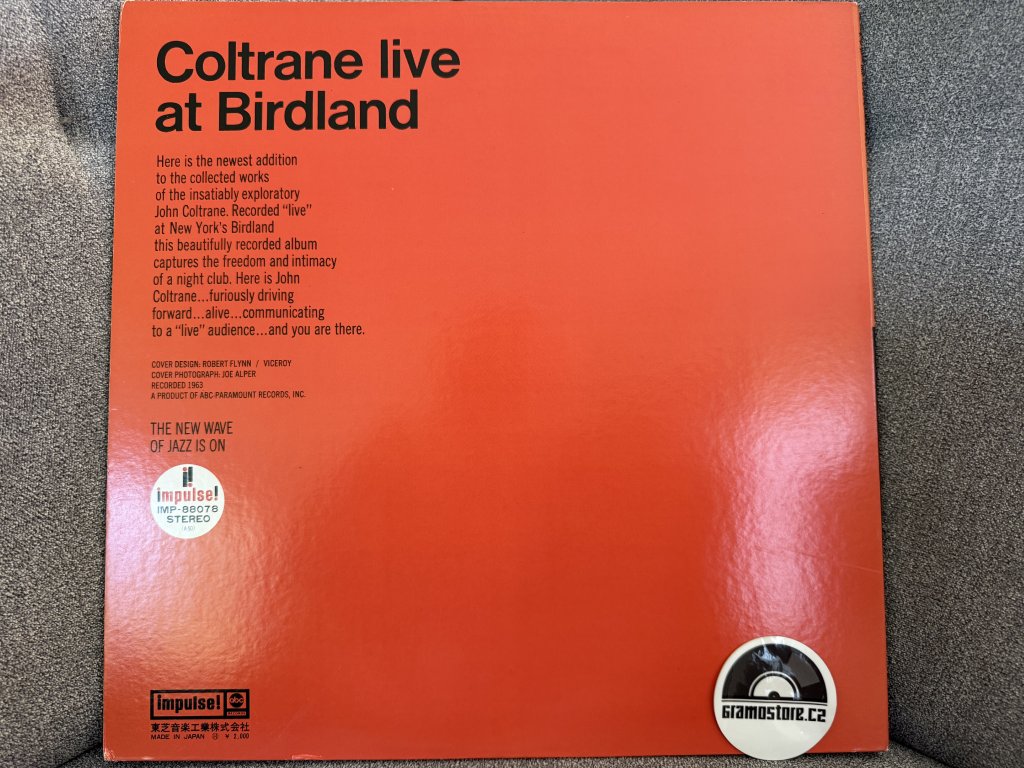 Coltrane live
at Birdland
Here is the newest addition
to the collected works
of the insatiably exploratory
John Coltrane. Recorded “live”
at New York's Birdland
this beautifully recorded album
captures the freedom and intimacy
of a night club. Here is John
Coltrane...furiously driving
forward...alive...communicating
to a “live” audience...and you are there.
COVER DESIGN: ROBERT FLYNN / VICEROY
COVER PHOTOGRAPH: JOE ALPER
RECORDED 1963
A PRODUCT OF ABC-PARAMOUNT RECORDS, INC.
THE NEW WAVE
OF JAZZ IS ON
i!
impulse!
IMP-88078
STEREO
impulse! abc
RECORDS
東芝音楽工業株式会社
MADE IN JAPAN ¥ 2,000
Gramostore.cz